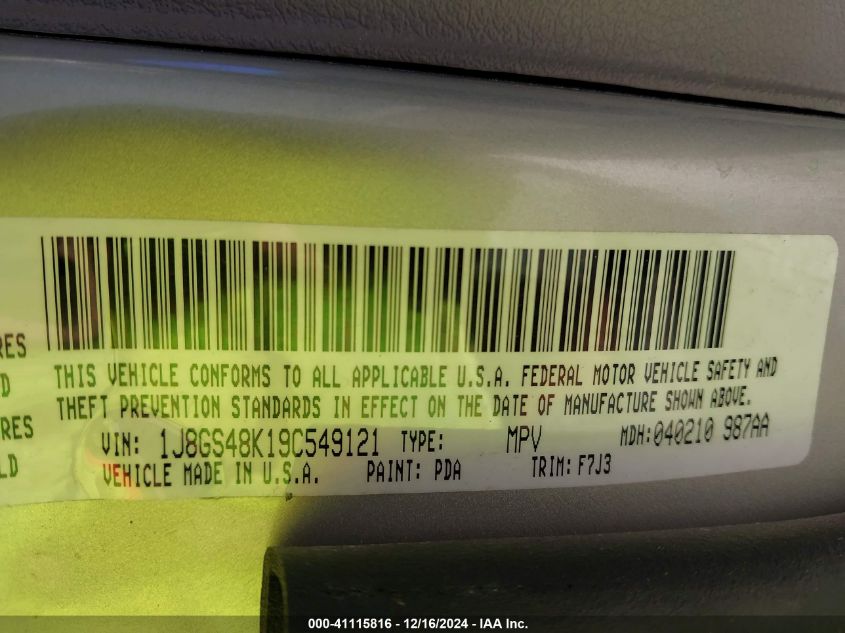 RES
D
RES
LD
THIS VEHICLE CONFORMS TO ALL APPLICABLE U.S.A. FEDERAL MOTOR VEHICLE SAFETY AND
THEFT PREVENTION STANDARDS IN EFFECT ON THE DATE OF MANUFACTURE SHOWN ABOVE.
VIN: 1J8GS48K19C549121 TYPE: MPV MDH:040210 987AA
VEHICLE MADE IN U.S.A. PAINT: PDA TRIM: F7J3
000-41115816 - 12/16/2024 - IAA Inc.